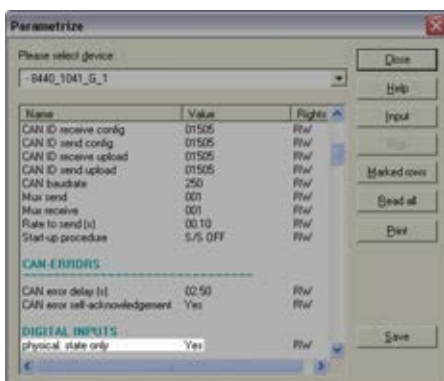 Parametrize
Please select device:
- 8440_1041_G_1
Close
Help
Name Value Rights
Input
CAN ID receive config 01505 RW
CAN ID send config 01505 RW
CAN ID receive upload 01505 RW
CAN ID send upload 01505 RW
Marked rows
CAN baudrate 250 RW
Mux send 001 RW
Mux receive 001 RW
Read all
Rate to send [s] 00.10 RW
Start-up procedure S/S OFF RW
Print
CAN-ERRORS
CAN error delay [s] 02.50 RW
CAN error self-acknowledgement Yes RW
DIGITAL INPUTS
physical. state only Yes RW
Save